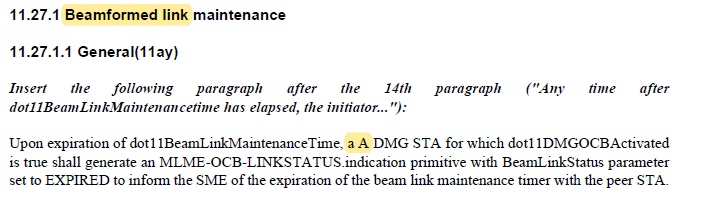 11.27.1 Beamformed link maintenance
11.27.1.1 General(11ay)
Insert the following paragraph after the 14th paragraph ("Any time after
dot11BeamLinkMaintenancetime has elapsed, the initiator..."):
Upon expiration of dot11BeamLinkMaintenanceTime, a A DMG STA for which dot11DMGOCBActivated
is true shall generate an MLME-OCB-LINKSTATUS.indication primitive with BeamLinkStatus parameter
set to EXPIRED to inform the SME of the expiration of the beam link maintenance timer with the peer STA.